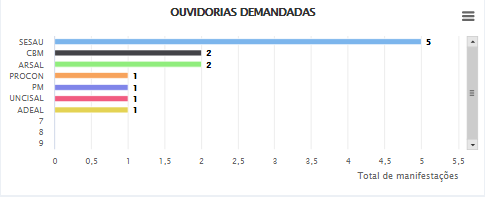 OUVIDORIAS DEMANDADAS
SESAU 5
CBM 2
ARSAL 2
PROCON 1
PM 1
UNCISAL 1
ADEAL 1
7
8
9
0 0,5 1 1,5 2 2,5 3 3,5 4 4,5 5 5,5
Total de manifestações